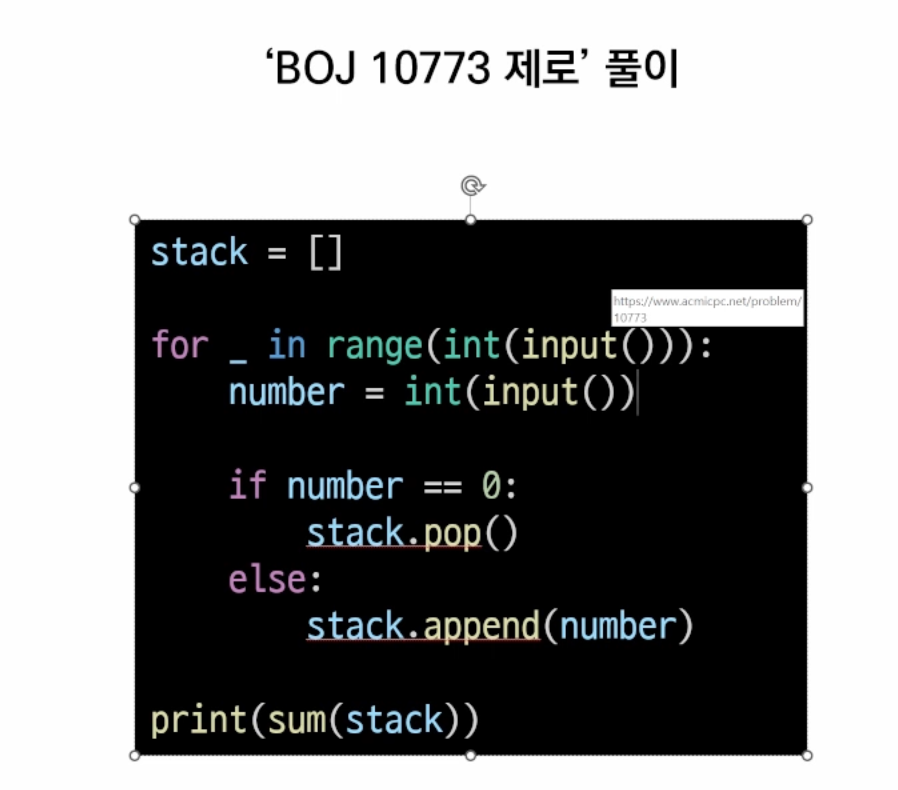 ‘BOJ 10773 제로’ 풀이
stack = []
https://www.acmicpc.net/problem/
10773
for _ in range(int(input())):
    number = int(input())
    if number == 0:
        stack.pop()
    else:
        stack.append(number)
print(sum(stack))